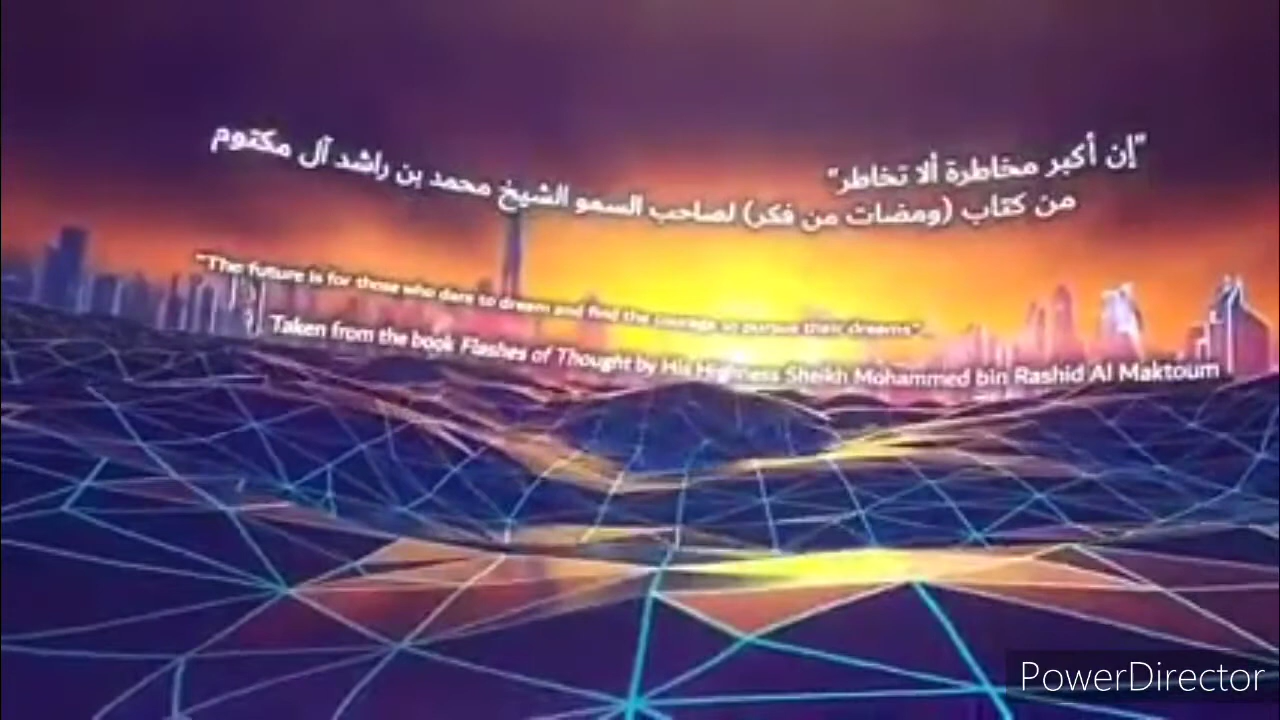 "إن أكبر مخاطرة ألا تخاطر"
من كتاب (ومضات من فكر) لصاحب السمو الشيخ محمد بن راشد آل مكتوم
"The future is for those who dare to dream and find the courage to pursue their dreams".
Taken from the book Flashes of Thought by His Highness Sheikh Mohammed bin Rashid Al Maktoum
PowerDirector